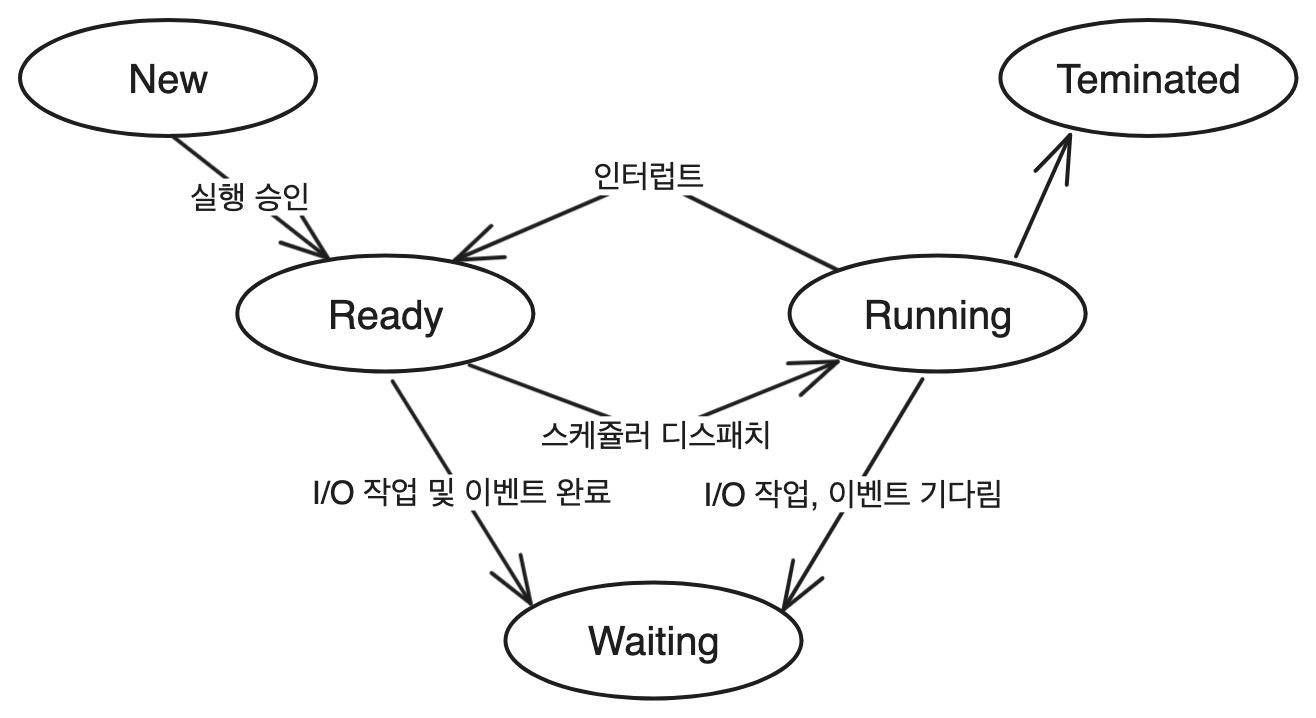 New
Teminated
인터럽트
실행 승인
Ready
Running
스케쥴러 디스패치
I/O 작업 및 이벤트 완료
I/O 작업, 이벤트 기다림
Waiting